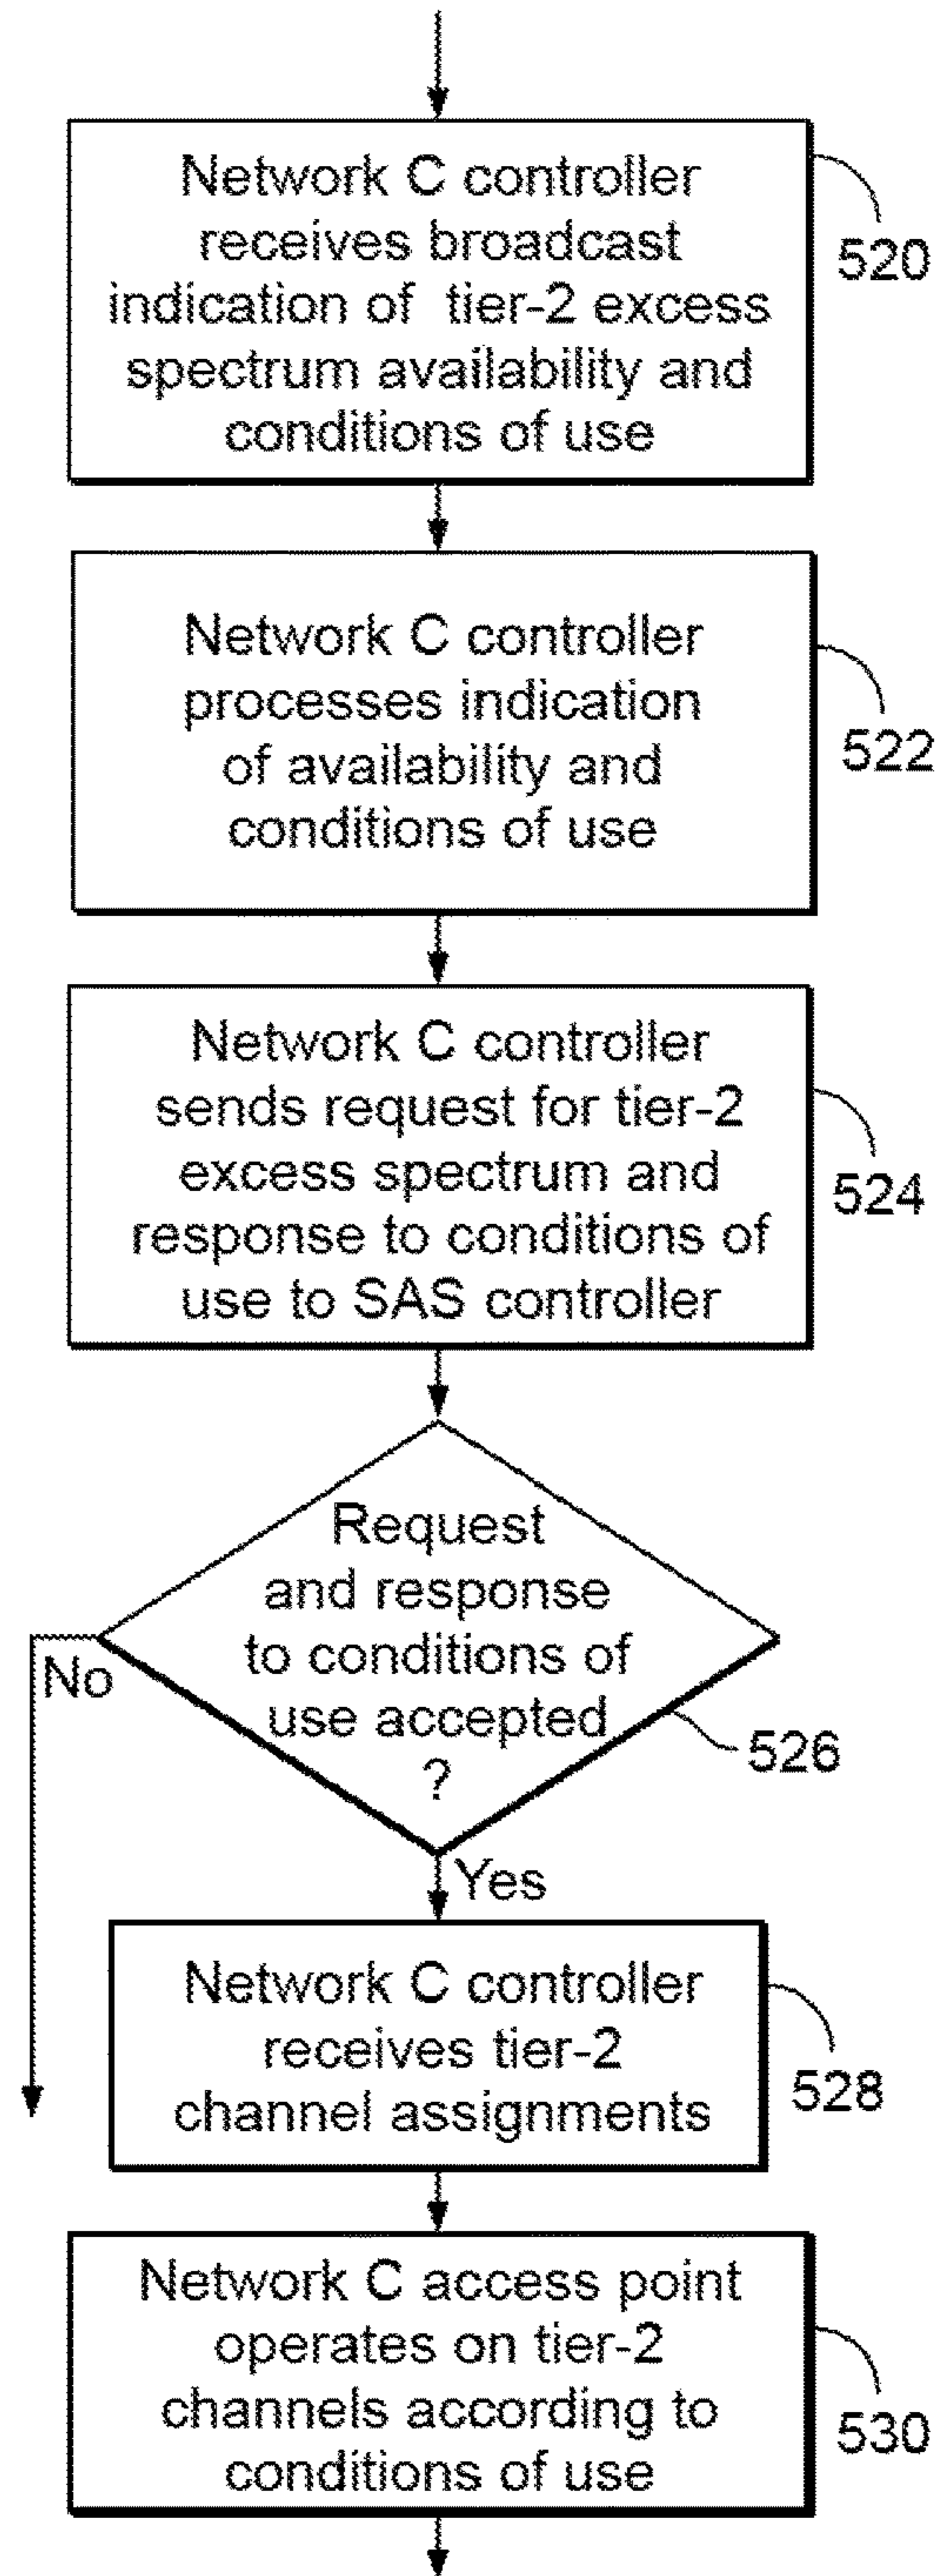 Network C controller
receives broadcast
indication of tier-2 excess
spectrum availability and
conditions of use
520
Network C controller
processes indication
of availability and
conditions of use
522
Network C controller
sends request for tier-2
excess spectrum and
response to conditions of
use to SAS controller
524
Request
and response
to conditions of
use accepted
?
No
526
Yes
Network C controller
receives tier-2
channel assignments
528
Network C access point
operates on tier-2
channels according to
conditions of use
530